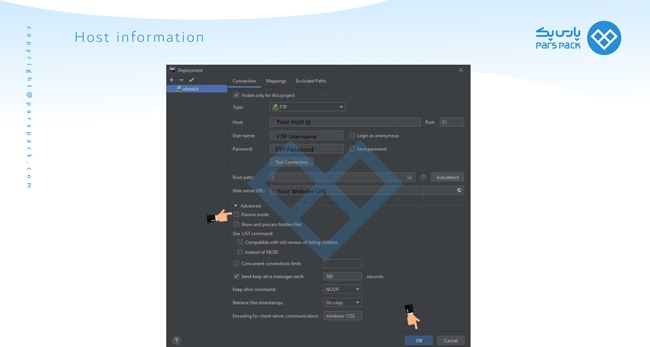 Host information
پارس‌پک
PARS PACK
copyright@parspack.com
Deployment
Connection Mappings Excluded Paths
Visible only for this project
Type: FTP
Host: Your Host Ip Port: 21
User name: FTP Username Login as anonymous
Password: FTP Password Save password
Test Connection
Root path: / Autodetect
Web server URL: Your Website URL
Advanced
Passive mode
Show and process hidden files
Use LIST command:
Compatible with old version of listing children
Instead of MLSD
Concurrent connections limit:
Send keep alive messages each: 300 seconds
Keep alive command: NOOP
Retrieve files timestamps: On copy
Encoding for client-server communication: windows-1252
? OK Cancel